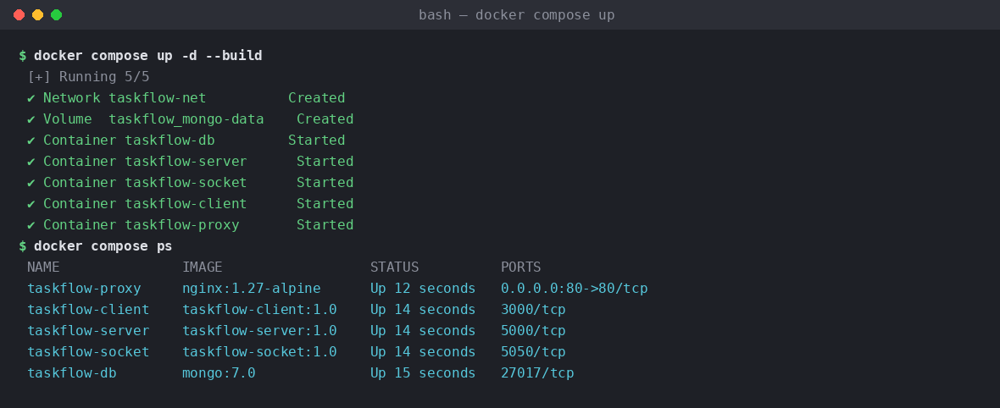 bash — docker compose up
$ docker compose up -d --build
[+] Running 5/5
✔ Network taskflow-net          Created
✔ Volume  taskflow_mongo-data    Created
✔ Container taskflow-db         Started
✔ Container taskflow-server      Started
✔ Container taskflow-socket      Started
✔ Container taskflow-client      Started
✔ Container taskflow-proxy       Started
$ docker compose ps
NAME               IMAGE                  STATUS          PORTS
taskflow-proxy     nginx:1.27-alpine      Up 12 seconds   0.0.0.0:80->80/tcp
taskflow-client    taskflow-client:1.0    Up 14 seconds   3000/tcp
taskflow-server    taskflow-server:1.0    Up 14 seconds   5000/tcp
taskflow-socket    taskflow-socket:1.0    Up 14 seconds   5050/tcp
taskflow-db        mongo:7.0              Up 15 seconds   27017/tcp